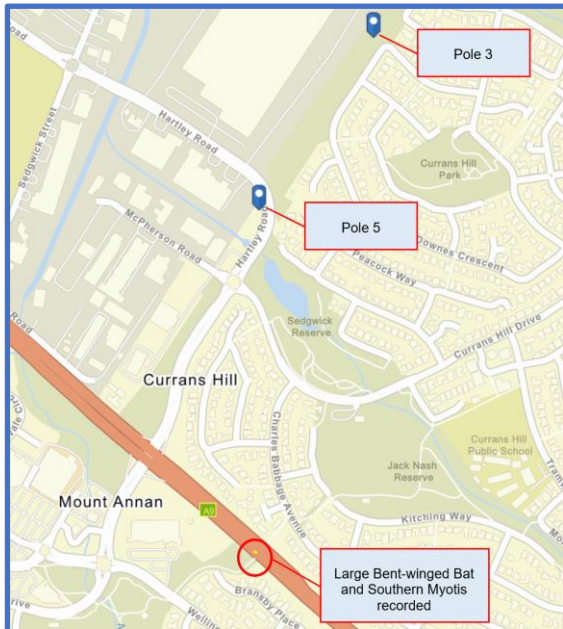 Pole 3
Sedgwick Street
Hartley Road
Currans Hill
Park
McPherson Road
Hartley Road
Pole 5
Downes Crescent
Peacock Way
Sedgwick
Reserve
Currans Hill Drive
Road
Currans Hill
Charles Babbage Avenue
Currans Hill
Public School
Jack Nash
Reserve
Mount Annan
A9
Kitching Way
Bransby Place
Large Bent-winged Bat
and Southern Myotis
recorded